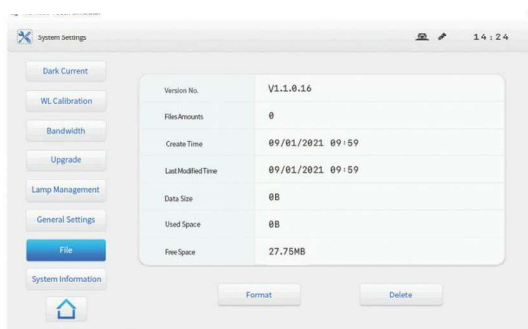 System Settings
14:24
Dark Current
WL Calibration
Bandwidth
Upgrade
Lamp Management
General Settings
File
System Information
Version No. V1.1.0.16
Files Amounts 0
Create Time 09/01/2021 09:59
Last Modified Time 09/01/2021 09:59
Data Size 0B
Used Space 0B
Free Space 27.75MB
Format
Delete